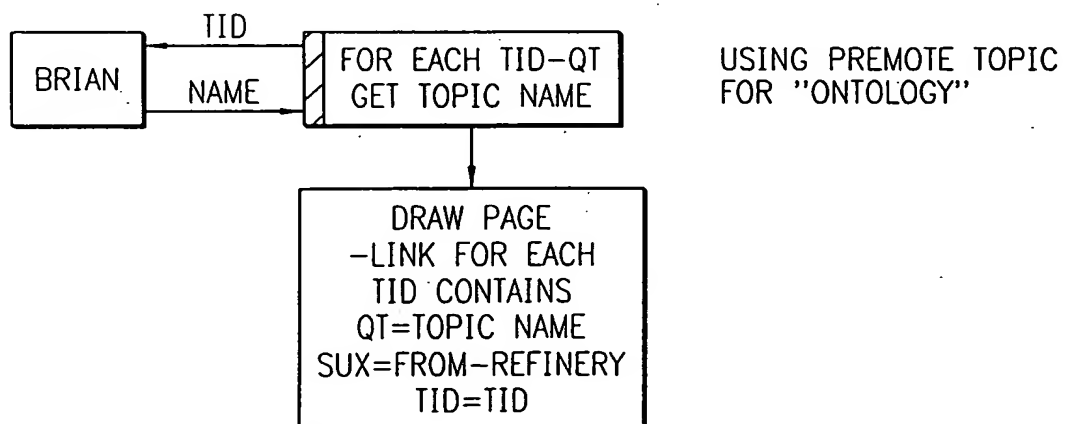 TID
BRIAN
NAME
FOR EACH TID-QT
GET TOPIC NAME
USING PREMOTE TOPIC
FOR "ONTOLOGY"
DRAW PAGE
-LINK FOR EACH
TID CONTAINS
QT=TOPIC NAME
SUX=FROM-REFINERY
TID=TID